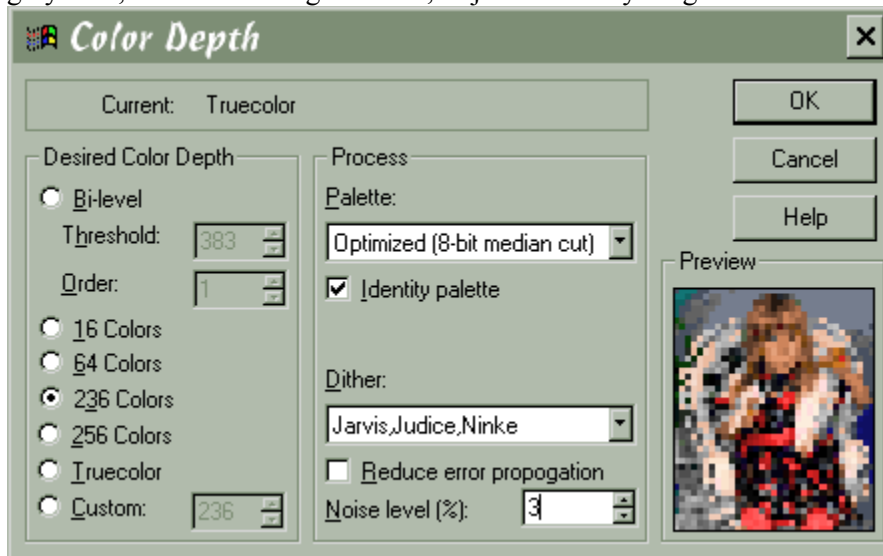 Color Depth
Current: Truecolor
OK
Cancel
Help
Desired Color Depth
Bi-level
Threshold: 383
Order: 1
16 Colors
64 Colors
236 Colors
256 Colors
Truecolor
Custom: 236
Process
Palette:
Optimized (8-bit median cut)
Identity palette
Dither:
Jarvis,Judice,Ninke
Reduce error propogation
Noise level (%): 3
Preview